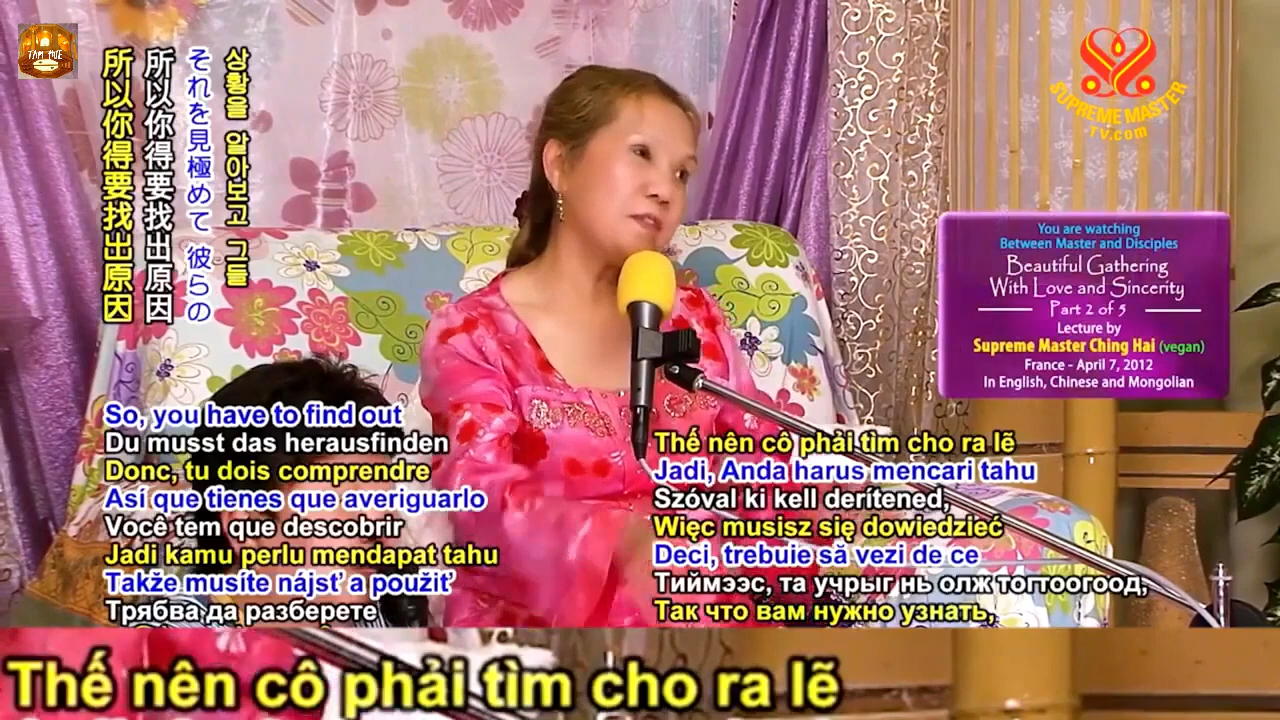 TÂM TUỆ
所以你得要找出原因
所以你得要找出原因
それを見極めて 彼らの
상황을 알아보고 그들
SUPREME MASTER
TV.com
You are watching
Between Master and Disciples
Beautiful Gathering
With Love and Sincerity
Part 2 of 5
Lecture by
Supreme Master Ching Hai (vegan)
France - April 7, 2012
In English, Chinese and Mongolian
So, you have to find out
Du musst das herausfinden
Donc, tu dois comprendre
Así que tienes que averiguarlo
Você tem que descobrir
Jadi kamu perlu mendapat tahu
Takže musíte nájsť a použiť
Трябва да разберете
Thế nên cô phải tìm cho ra lẽ
Jadi, Anda harus mencari tahu
Szóval ki kell derítened,
Więc musisz się dowiedzieć
Deci, trebuie să vezi de ce
Тиймээс, та учрыг нь олж тогтоогоод,
Так что вам нужно узнать,
Thế nên cô phải tìm cho ra lẽ